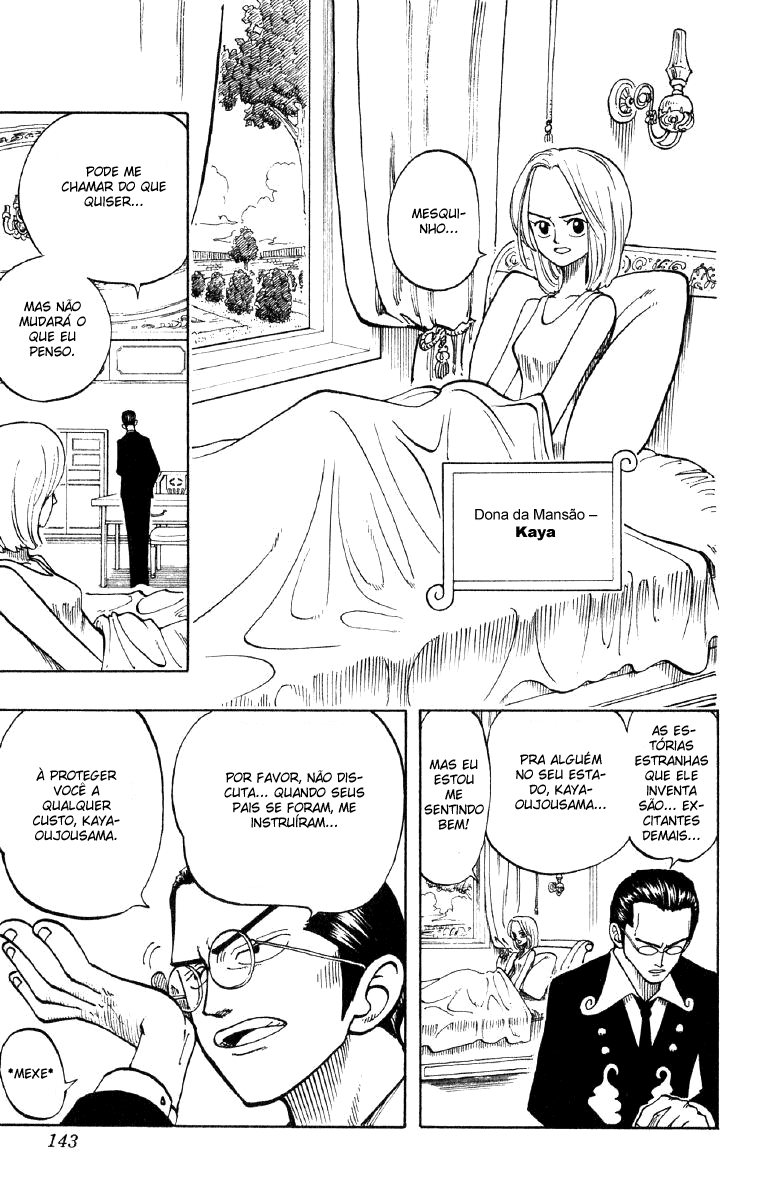 MESQUI-
NHO...
Dona da Mansão –
Kaya
PODE ME
CHAMAR DO QUE
QUISER...
MAS NÃO
MUDARÁ O
QUE EU
PENSO.
AS ES-
TÓRIAS
ESTRANHAS
QUE ELE
INVENTA
SÃO... EX-
CITANTES
DEMAIS...
PRA ALGUÉM
NO SEU ESTA-
DO, KAYA-
OUJOUSAMA...
MAS EU
ESTOU
ME
SENTINDO
BEM!
POR FAVOR, NÃO DIS-
CUTA... QUANDO SEUS
PAIS SE FORAM, ME
INSTRUÍRAM...
À PROTEGER
VOCÊ A
QUALQUER
CUSTO, KAYA-
OUJOUSAMA.
*MEXE*
143